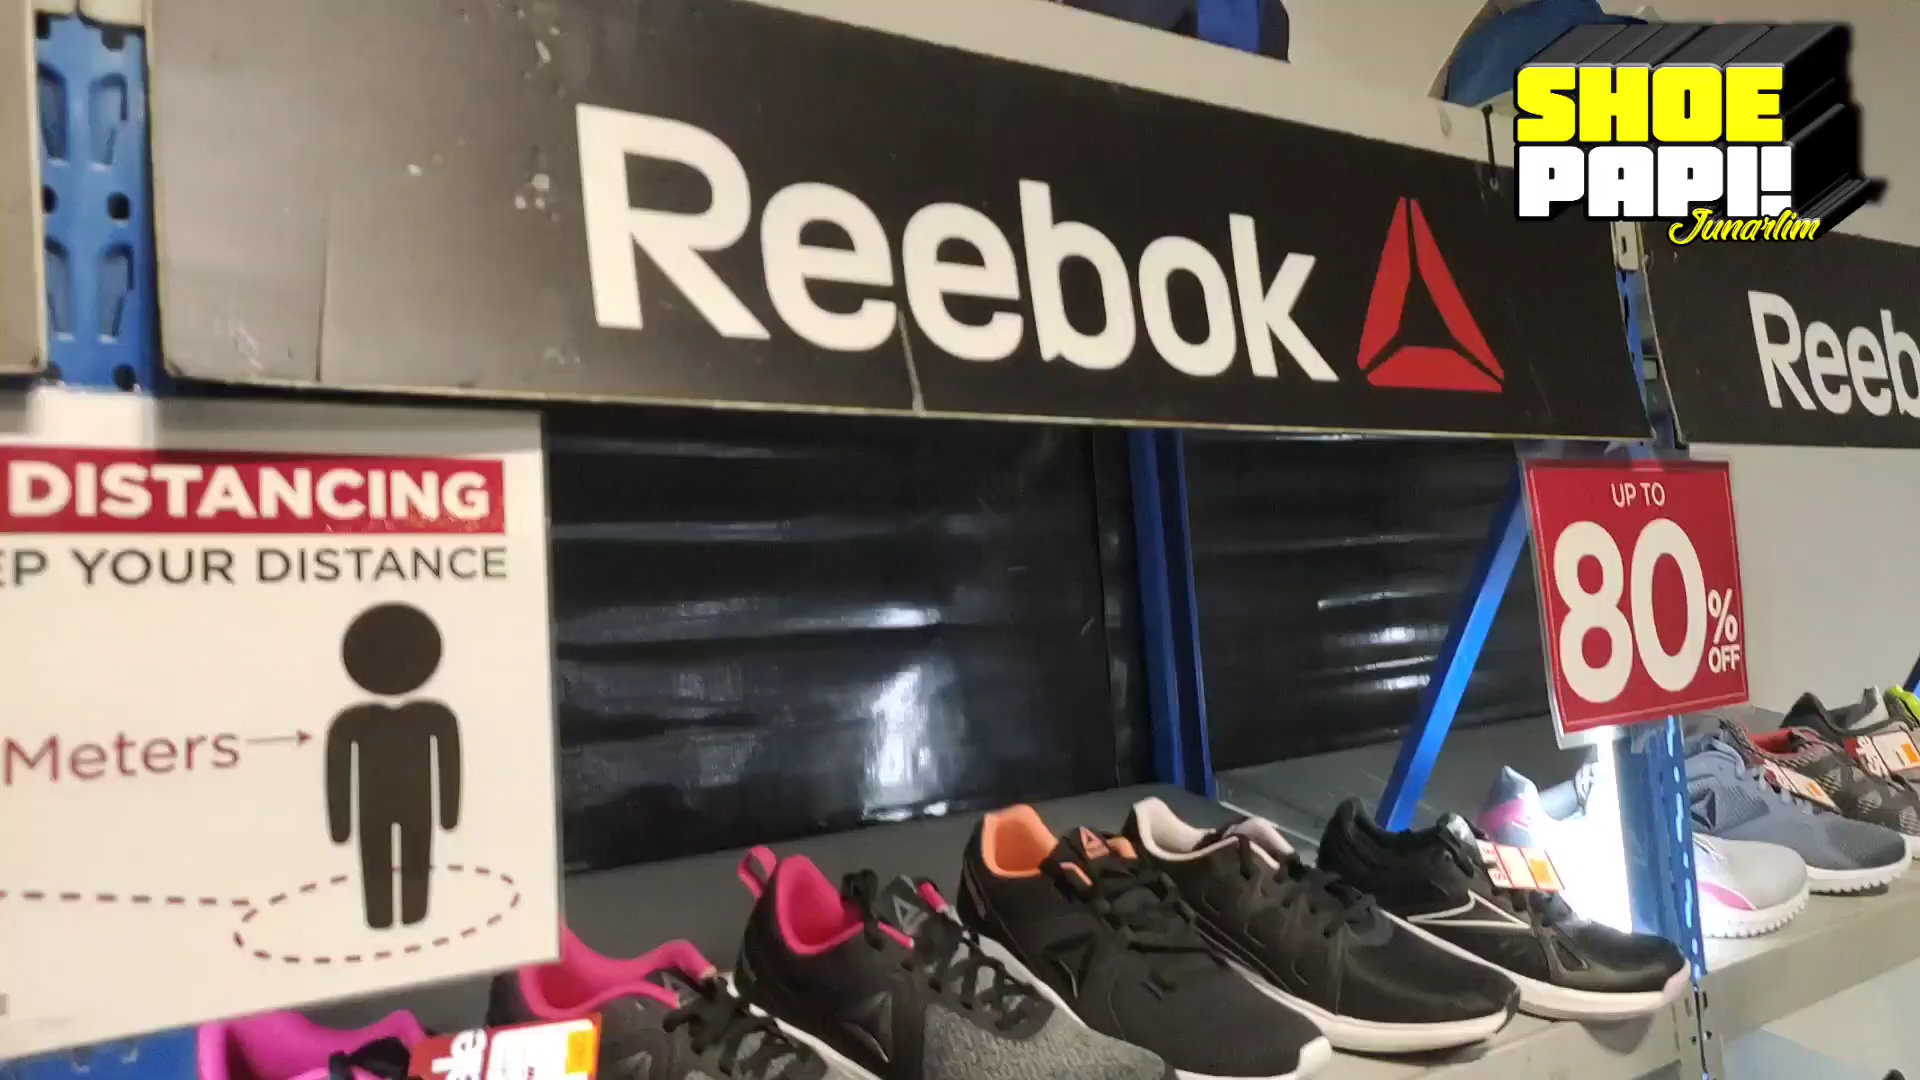 SHOE
PAPI!
Junarlim
Reebok
Reeb
DISTANCING
EP YOUR DISTANCE
Meters
UP TO
80%
OFF